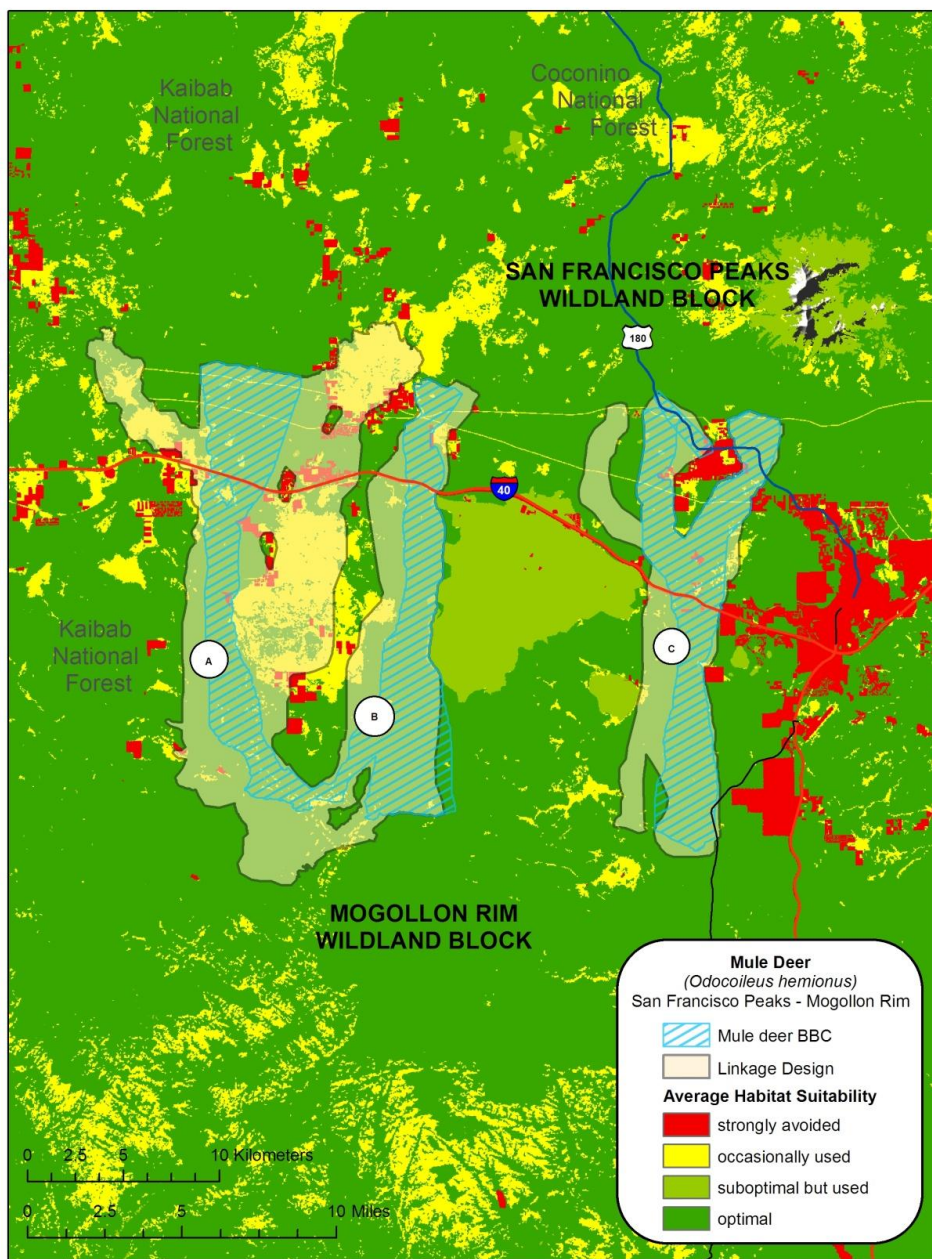 Kaibab
National
Forest
Coconino
National
Forest
SAN FRANCISCO PEAKS
WILDLAND BLOCK
180
40
Kaibab
National
Forest
A
B
C
MOGOLLON RIM
WILDLAND BLOCK
Mule Deer
(Odocoileus hemionus)
San Francisco Peaks - Mogollon Rim
Mule deer BBC
Linkage Design
Average Habitat Suitability
strongly avoided
occasionally used
suboptimal but used
optimal
0 2.5 5 10 Kilometers
0 2.5 5 10 Miles